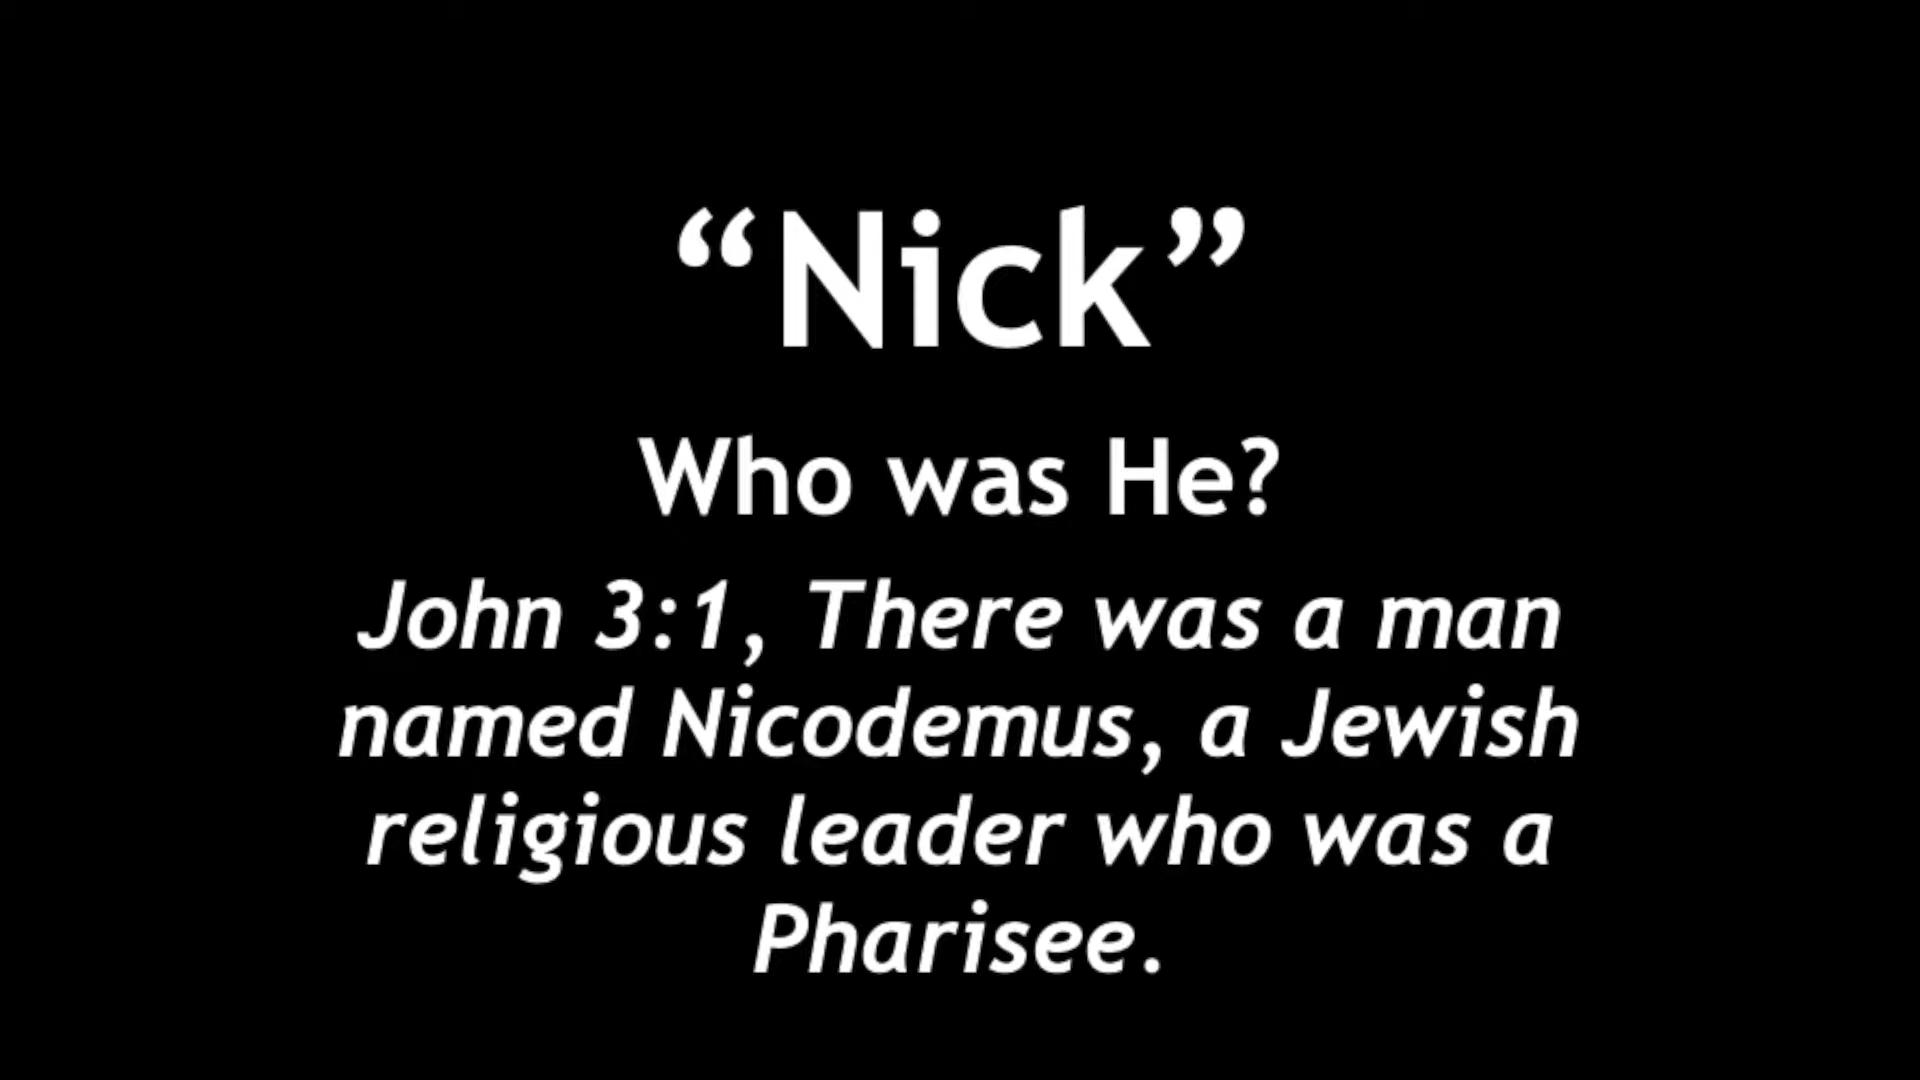 “Nick”
Who was He?
John 3:1, There was a man
named Nicodemus, a Jewish
religious leader who was a
Pharisee.